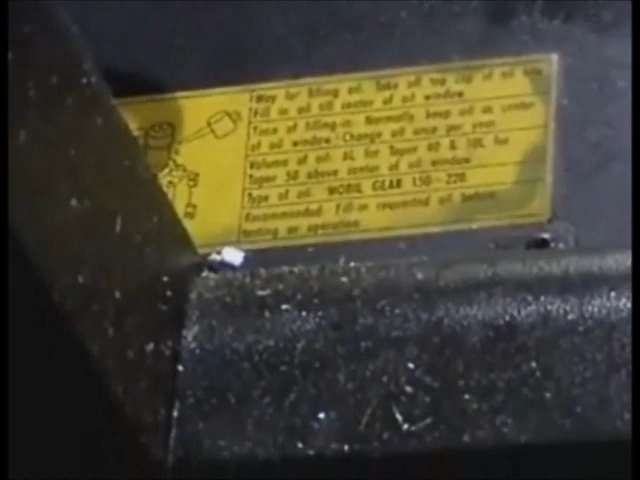 Way for filling oil: Take off top cap of oil
Fill in oil till center of oil window
Time of filling-in: Normally, keep oil at center
of oil window. Change oil once per year.
Volume of oil: 6L for Taper 40 & 10L for
Taper 50 above center of oil window
Type of oil: MOBIL GEAR 150-220
Recommended: Fill-in requested oil before
testing or operation